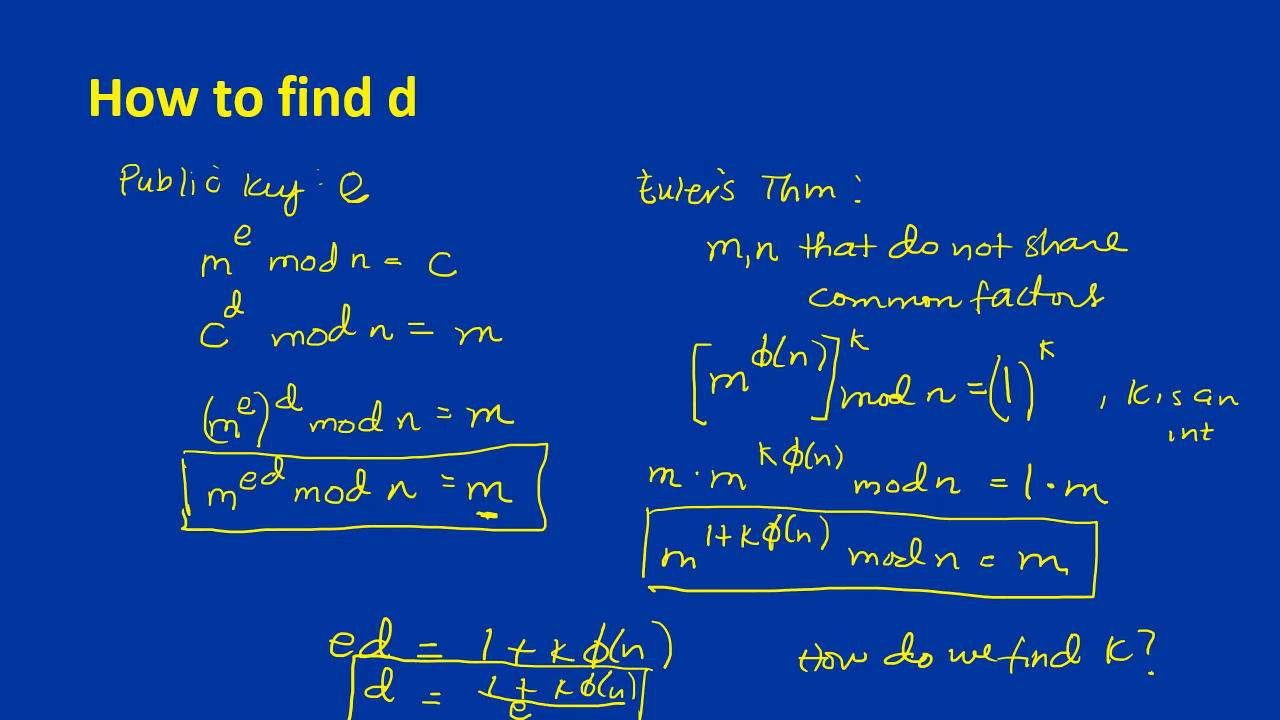 How to find d
Public key: e
m^e mod n = c
c^d mod n = m
(m^e)^d mod n = m
m^ed mod n = m
Euler's Thm:
m,n that do not share
common factors
[m^ϕ(n)]^k mod n = (1)^k , k is an
int
m · m^kϕ(n) mod n = 1 · m
m^1+kϕ(n) mod n = m
ed = 1 + kϕ(n)
d = 1 + kϕ(n) / e
How do we find k?